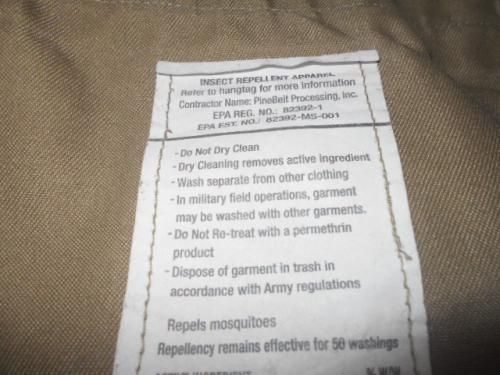 INSECT REPELLENT APPAREL
Refer to hangtag for more information
Contractor Name: PineBelt Processing, Inc.
EPA REG. NO.: 82392-1
EPA EST. NO.: 82392-MS-001
- Do Not Dry Clean
- Dry Cleaning removes active ingredient
- Wash separate from other clothing
- In military field operations, garment
may be washed with other garments.
- Do Not Re-treat with a permethrin
product
- Dispose of garment in trash in
accordance with Army regulations
Repels mosquitoes
Repellency remains effective for 50 washings
ACTIVE INGREDIENT: % W/W